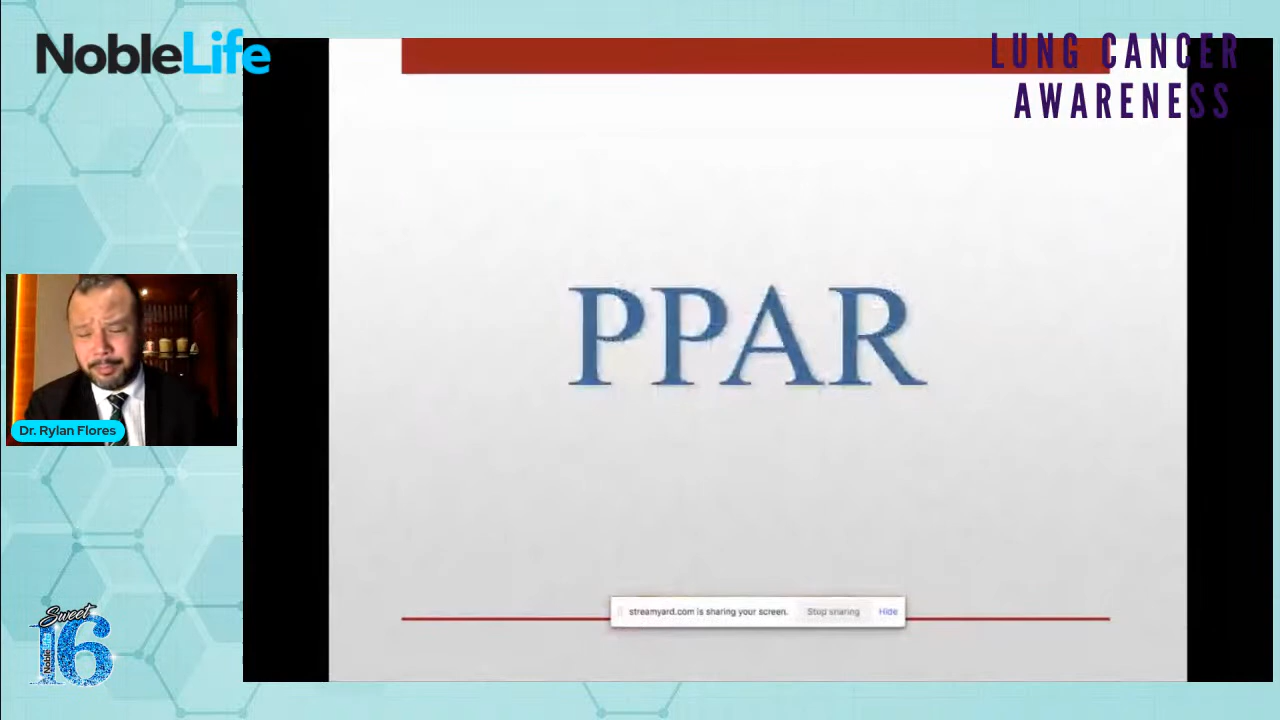 NobleLife
LUNG CANCER
AWARENESS
PPAR
Dr. Rylan Flores
streamyard.com is sharing your screen. Stop sharing Hide
Sweet
16
Noble